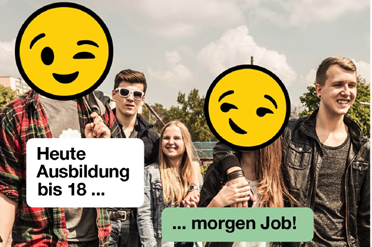 Heute
Ausbildung
bis 18 ...
... morgen Job!